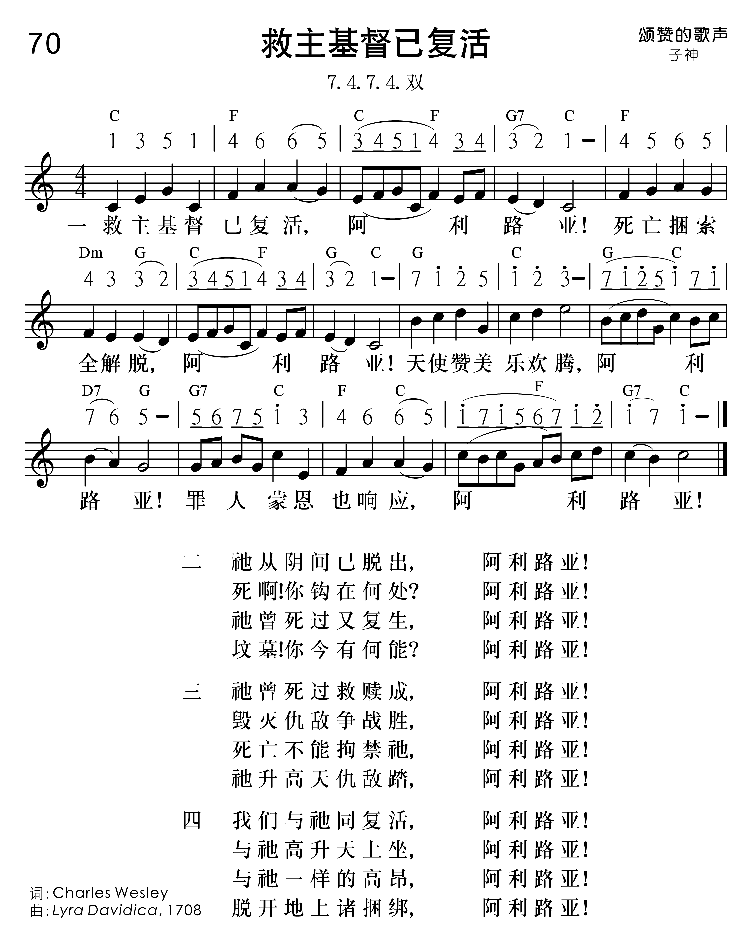 70
救主基督已复活
颂赞的歌声
子神
7. 4. 7. 4. 双
C F C F G7 C F
1 3 5 1 | 4 6 6 5 | 3 4 5 1 4 3 4 | 3 2 1 – | 4 5 6 5
一 救主基督 已复活, 阿 利 路 亚! 死亡捆索
Dm G C F G C G C G C
4 3 3 2 | 3 4 5 1 4 3 4 | 3 2 1 – | 7 i 2 5 | i 2 3 – | 7 i 2 5 i 7 i
全解脱, 阿 利 路 亚! 天使赞美 乐欢腾, 阿 利
D7 G G7 C F C F G7 C
7 6 5 – | 5 6 7 5 i 3 | 4 6 6 5 | i 7 i 5 6 7 i 2 | i 7 i –
路 亚! 罪 人 蒙恩 也响应, 阿 利路亚!
二 祂从阴间已脱出, 阿利路亚!
死啊!你钩在何处? 阿利路亚!
祂曾死过又复生, 阿利路亚!
坟墓!你今有何能? 阿利路亚!
三 祂曾死过救赎成, 阿利路亚!
毁灭仇敌争战胜, 阿利路亚!
死亡不能拘禁祂, 阿利路亚!
祂升高天仇敌踏, 阿利路亚!
四 我们与祂同复活, 阿利路亚!
与祂高升天上坐, 阿利路亚!
与祂一样的高昂, 阿利路亚!
脱开地上诸捆绑, 阿利路亚!
词: Charles Wesley
曲: Lyra Davidica, 1708